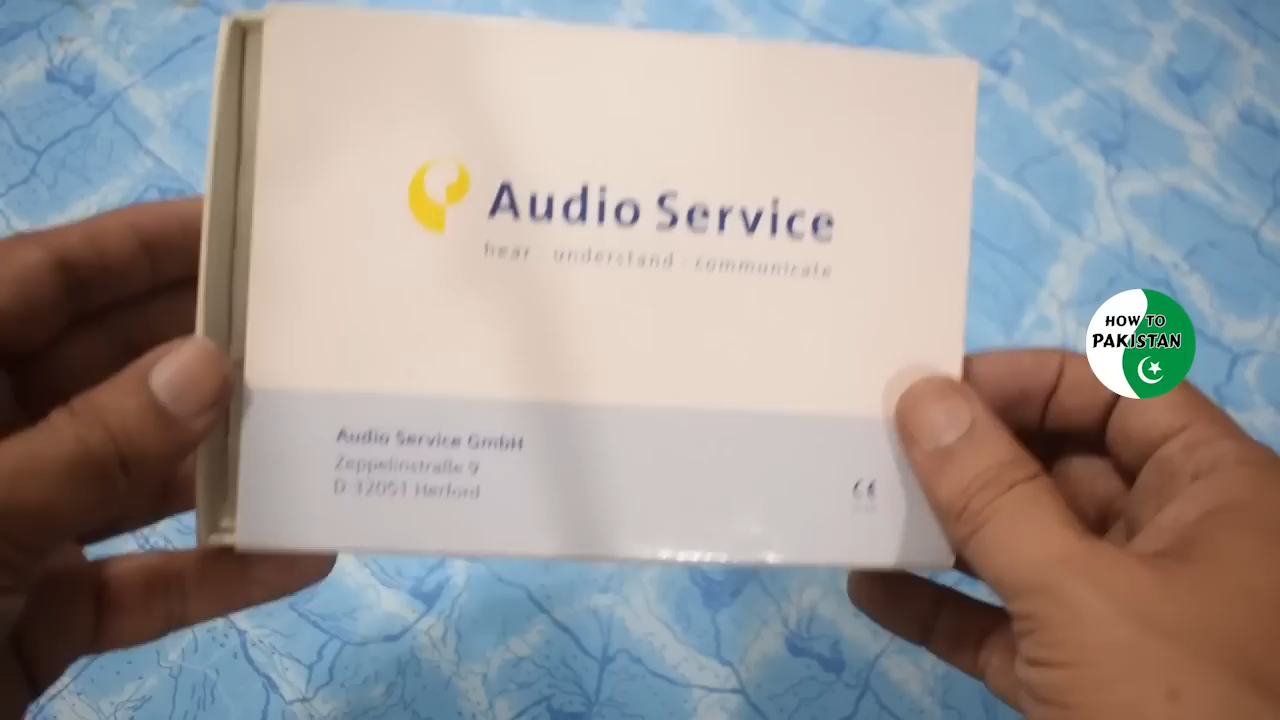 Audio Service
hear · understand · communicate
HOW TO
PAKISTAN
Audio Service GmbH
Zeppelinstraße 9
D-32051 Herford
CE